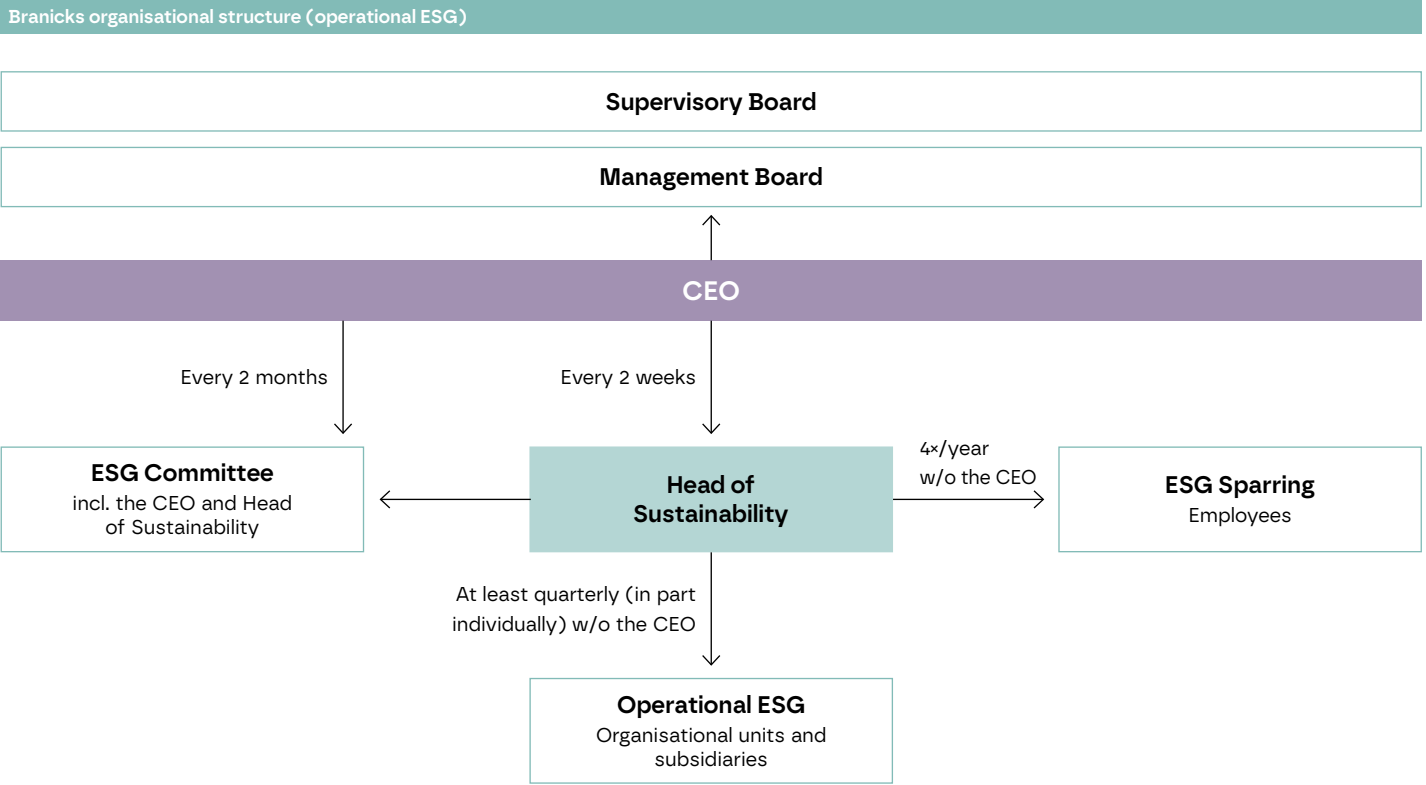 Branicks organisational structure (operational ESG)
Supervisory Board
Management Board
CEO
Every 2 months
Every 2 weeks
4×/year
w/o the CEO
ESG Committee
incl. the CEO and Head
of Sustainability
Head of
Sustainability
ESG Sparring
Employees
At least quarterly (in part
individually) w/o the CEO
Operational ESG
Organisational units and
subsidiaries